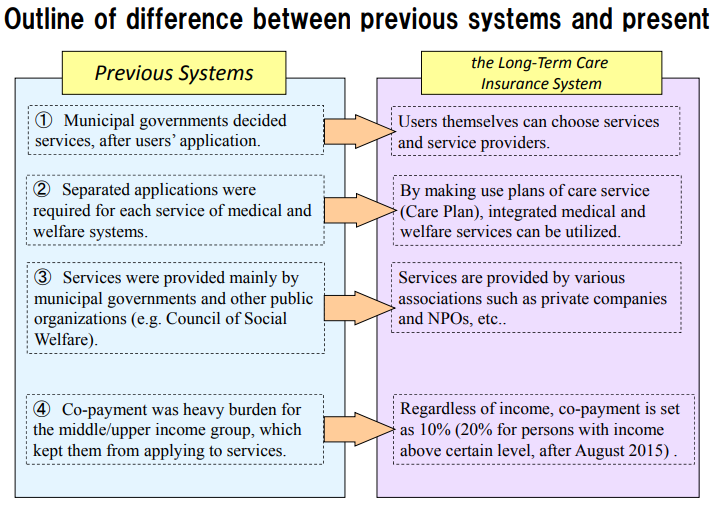 Outline of difference between previous systems and present
Previous Systems
the Long-Term Care
Insurance System
① Municipal governments decided
services, after users’ application.
Users themselves can choose services
and service providers.
② Separated applications were
required for each service of medical and
welfare systems.
By making use plans of care service
(Care Plan), integrated medical and
welfare services can be utilized.
③ Services were provided mainly by
municipal governments and other public
organizations (e.g. Council of Social
Welfare).
Services are provided by various
associations such as private companies
and NPOs, etc..
④ Co-payment was heavy burden for
the middle/upper income group, which
kept them from applying to services.
Regardless of income, co-payment is set
as 10% (20% for persons with income
above certain level, after August 2015) .